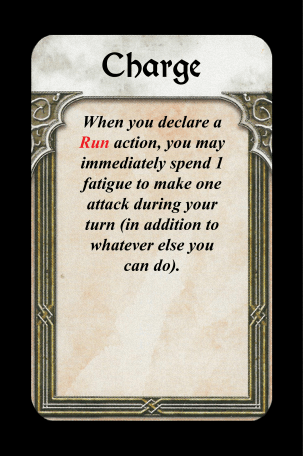 Charge
When you declare a
Run action, you may
immediately spend 1
fatigue to make one
attack during your
turn (in addition to
whatever else you
can do).